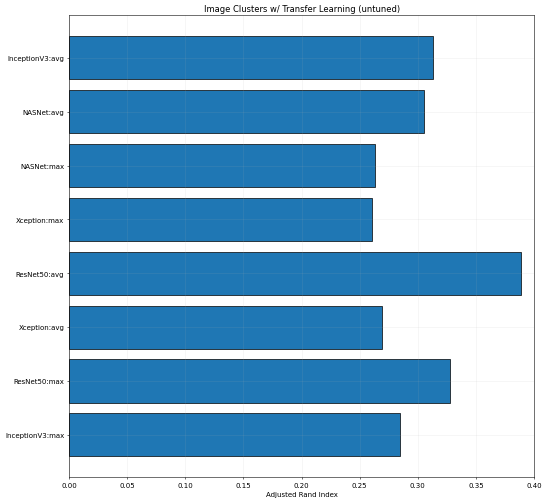 Image Clusters w/ Transfer Learning (untuned)
InceptionV3:avg
NASNet:avg
NASNet:max
Xception:max
ResNet50:avg
Xception:avg
ResNet50:max
InceptionV3:max
0.00 0.05 0.10 0.15 0.20 0.25 0.30 0.35 0.40
Adjusted Rand Index